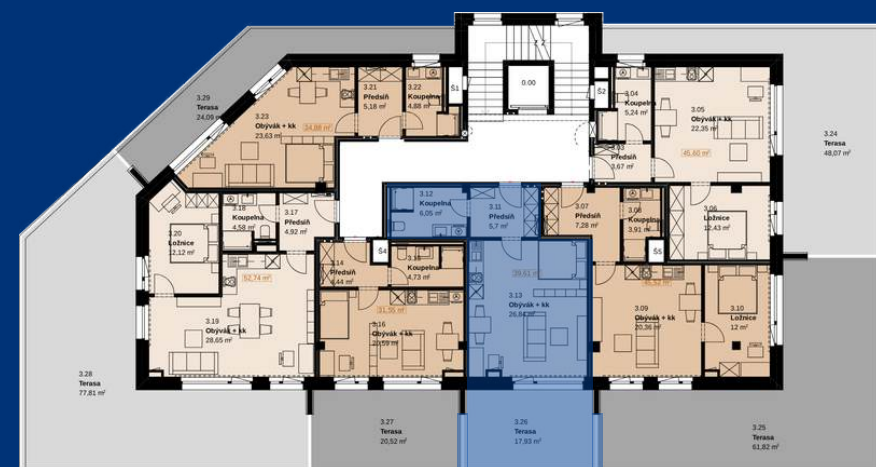 0.00
Š1
Š2
3.29
Terasa
24,09 m²
3.23
Obývák + kk
23,63 m²
34,88 m²
3.21
Předsíň
5,18 m²
3.22
Koupelna
4,88 m²
3.04
Koupelna
5,24 m²
3.03
Předsíň
3,67 m²
3.05
Obývák + kk
22,35 m²
45,60 m²
3.24
Terasa
48,07 m²
3.20
Ložnice
12,12 m²
3.18
Koupelna
4,58 m²
3.17
Předsíň
4,92 m²
3.12
Koupelna
6,05 m²
3.11
Předsíň
5,7 m²
3.07
Předsíň
7,28 m²
3.08
Koupelna
3,91 m²
3.06
Ložnice
12,43 m²
Š4
Š5
52,74 m²
3.19
Obývák + kk
28,65 m²
3.14
Předsíň
4,44 m²
3.15
Koupelna
4,73 m²
31,55 m²
3.16
Obývák + kk
39,61 m²
3.13
Obývák + kk
45,52 m²
3.09
Obývák + kk
20,36 m²
3.10
Ložnice
12 m²
3.28
Terasa
77,81 m²
3.27
Terasa
20,52 m²
3.26
Terasa
17,93 m²
3.25
Terasa
61,82 m²